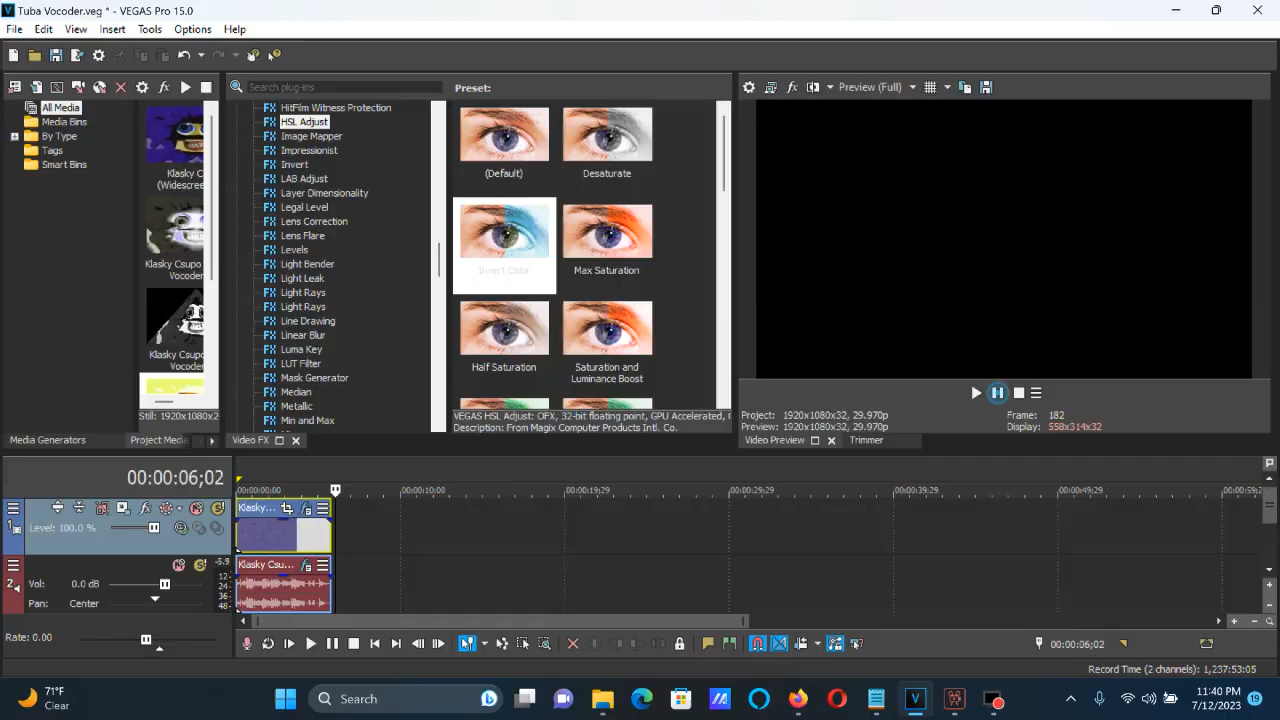 Tuba Vocoder.veg * - VEGAS Pro 15.0
File Edit View Insert Tools Options Help
Search plug-ins
Preset:
Preview (Full)
All Media
Media Bins
By Type
Tags
Smart Bins
Klasky C
(Widescree
Klasky Csupo
Vocode
Klasky Csupo
Vocode
Still: 1920x1080x2
HitFilm Witness Protection
HSL Adjust
Image Mapper
Impressionist
Invert
LAB Adjust
Layer Dimensionality
Legal Level
Lens Correction
Lens Flare
Levels
Light Bender
Light Leak
Light Rays
Light Rays
Line Drawing
Linear Blur
Luma Key
LUT Filter
Mask Generator
Median
Metallic
Min and Max
(Default)
Desaturate
Invert Color
Max Saturation
Half Saturation
Saturation and
Luminance Boost
VEGAS HSL Adjust: OFX, 32-bit floating point, GPU Accelerated,
Description: From Magix Computer Products Intl. Co.
Project: 1920x1080x32, 29.970p
Preview: 1920x1080x32, 29.970p
Frame: 182
Display: 558x314x32
Media Generators
Project Media
Video FX
Video Preview
Trimmer
00:00:06;02
00:00:00;00
00:00:10;00
00:00:19;29
00:00:29;29
00:00:39;29
00:00:49;29
00:00:59;2
1
Level: 100.0 %
Klasky...
2
Vol: 0.0 dB
Pan: Center
-5.9
12
24
36
48
Klasky Csu...
Rate: 0.00
00:00:06;02
Record Time (2 channels): 1,237:53:05
71°F
Clear
Search
11:40 PM
7/12/2023
19